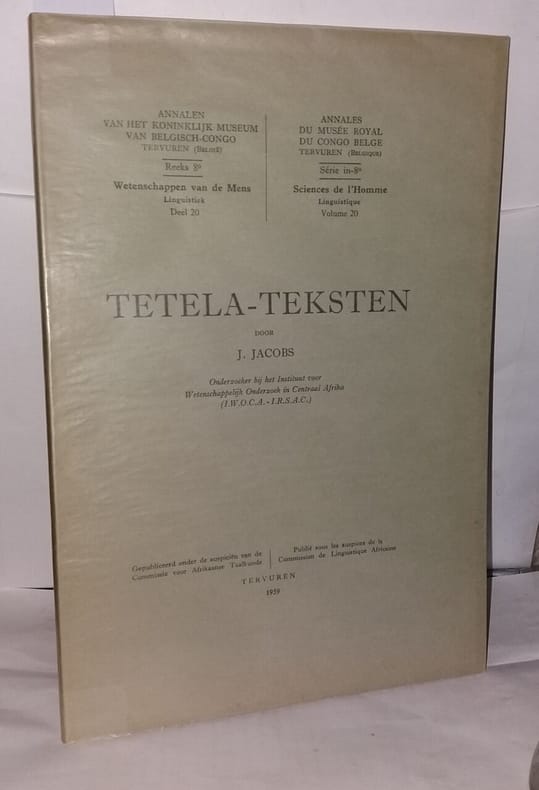 ANNALEN
VAN HET KONINKLIJK MUSEUM
VAN BELGISCH-CONGO
TERVUREN (BELGIË)
Reeks 8º
Wetenschappen van de Mens
Linguistiek
Deel 20
ANNALES
DU MUSÉE ROYAL
DU CONGO BELGE
TERVUREN (BELGIQUE)
Série in-8º
Sciences de l'Homme
Linguistique
Volume 20
TETELA-TEKSTEN
DOOR
J. JACOBS
Onderzoeker bij het Instituut voor
Wetenschappelijk Onderzoek in Centraal Afrika
(I.W.O.C.A. - I.R.S.A.C.)
Gepubliceerd onder de auspiciën van de
Commissie voor Afrikaanse Taalkunde
Publié sous les auspices de la
Commission de Linguistique Africaine
TERVUREN
1959